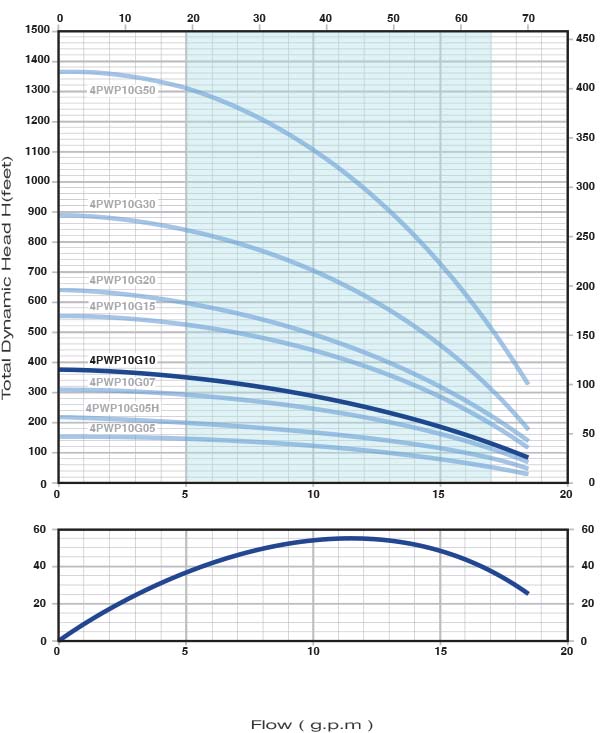 0 10 20 30 40 50 60 70
1500
450
1400
4PWP10G50
400
1300
1200
350
1100
1000
300
4PWP10G30
900
250
800
700
4PWP10G20
200
600
4PWP10G15
150
500
4PWP10G10
400
100
4PWP10G07
300
4PWP10G05H
200
4PWP10G05
50
100
0
0
0 5 10 15 20
Total Dynamic Head H(feet)
60 60
40 40
20 20
0 0
0 5 10 15 20
Flow ( g.p.m )